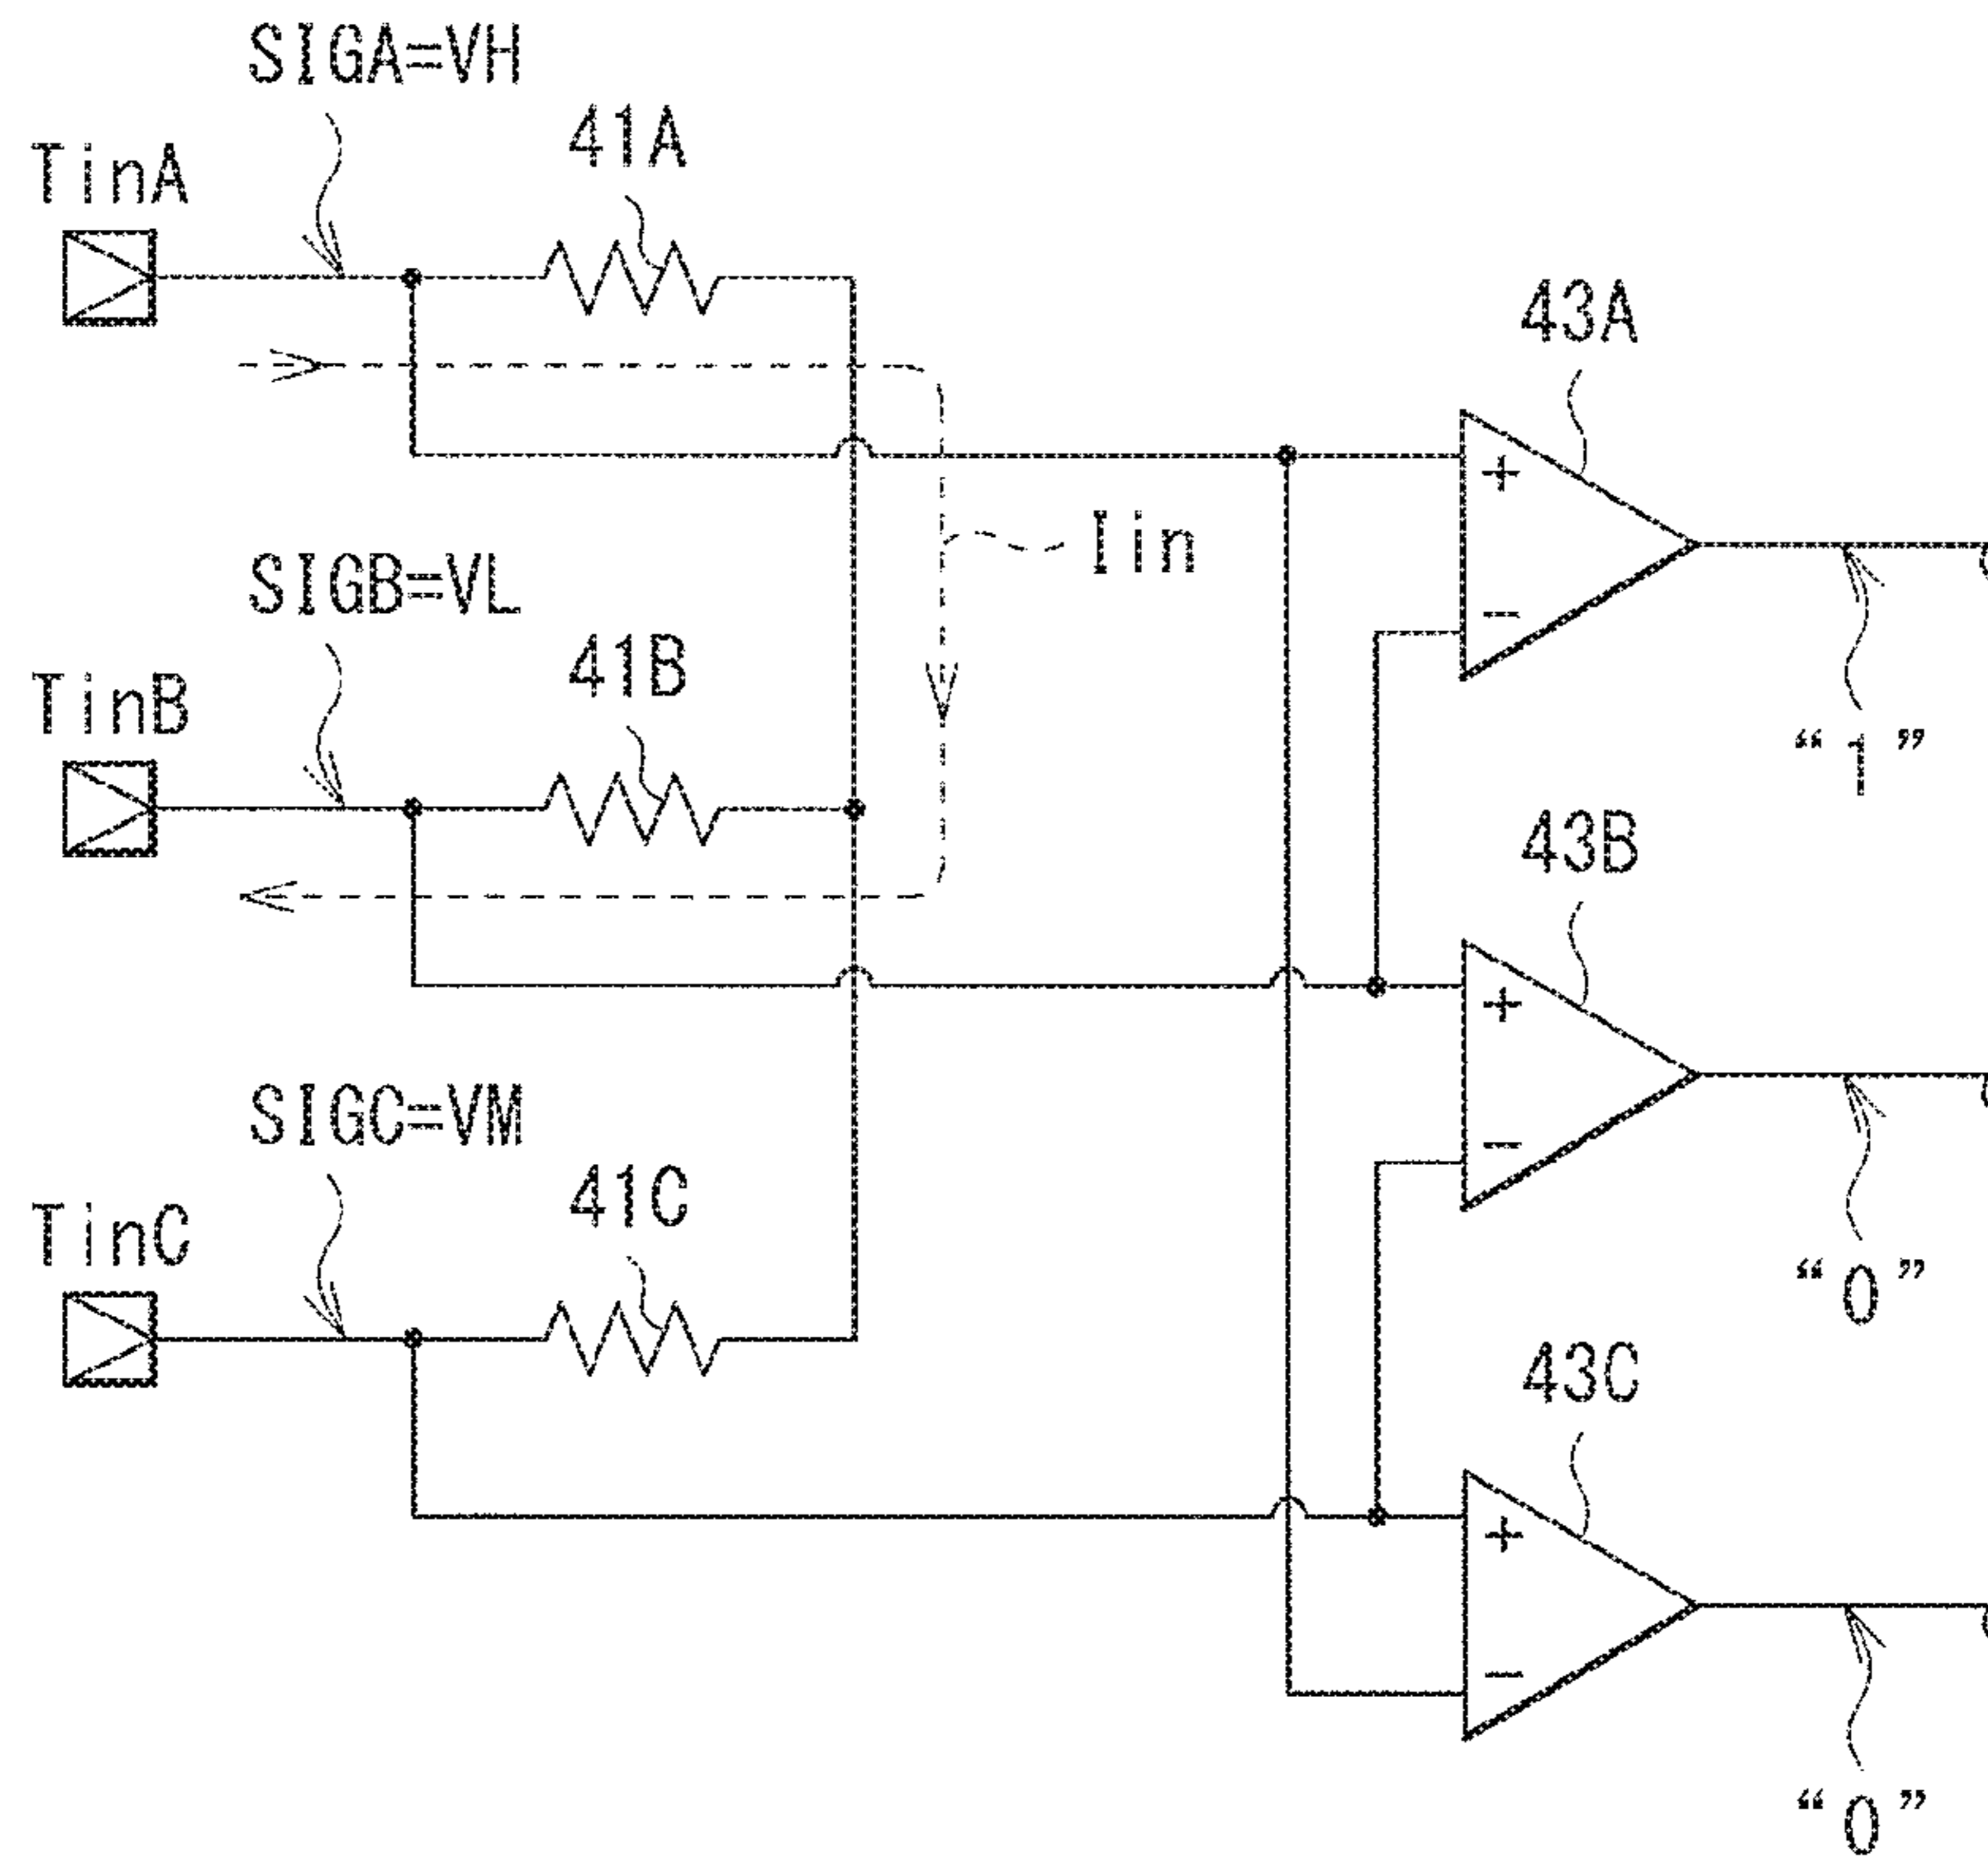 SIGA=VH
41A
TinA
43A
+
−
Iin
"1"
SIGB=VL
41B
TinB
43B
+
−
"0"
SIGC=VM
41C
TinC
43C
+
−
"0"